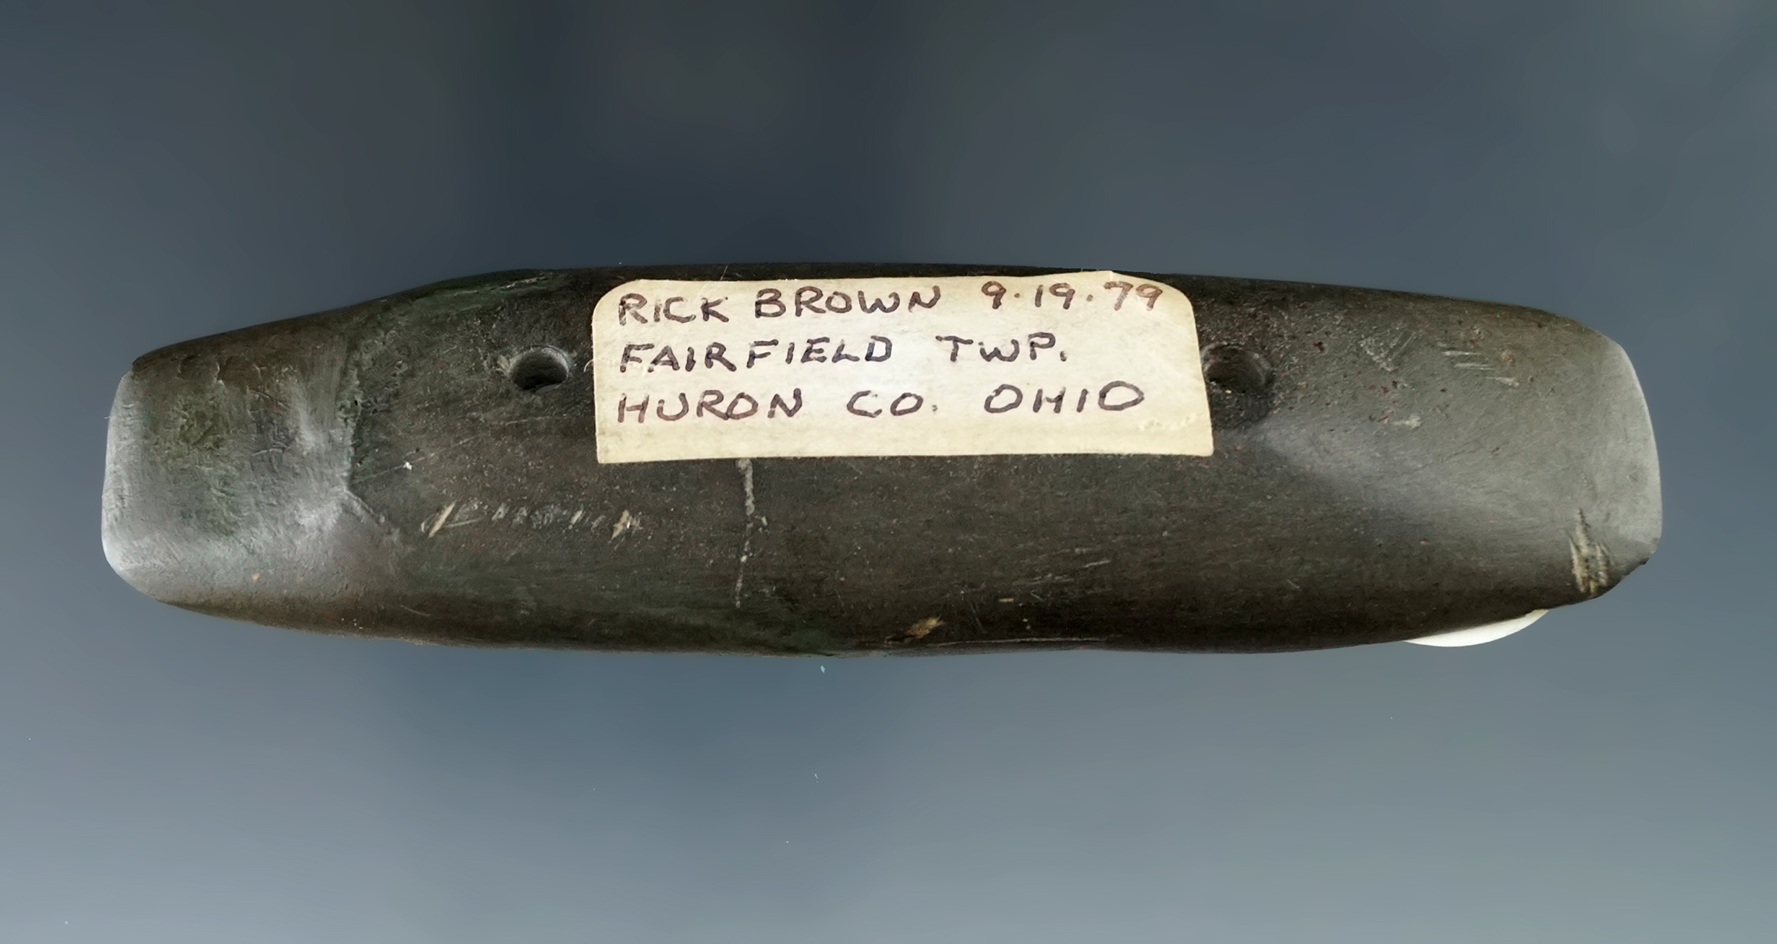 RICK BROWN 9.19.79
FAIRFIELD TWP.
HURON CO. OHIO